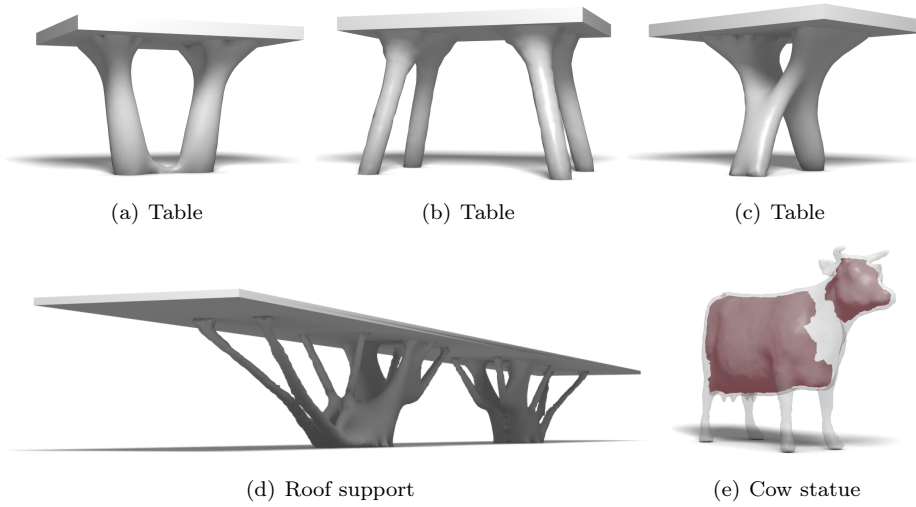 (a) Table
(b) Table
(c) Table
(d) Roof support
(e) Cow statue